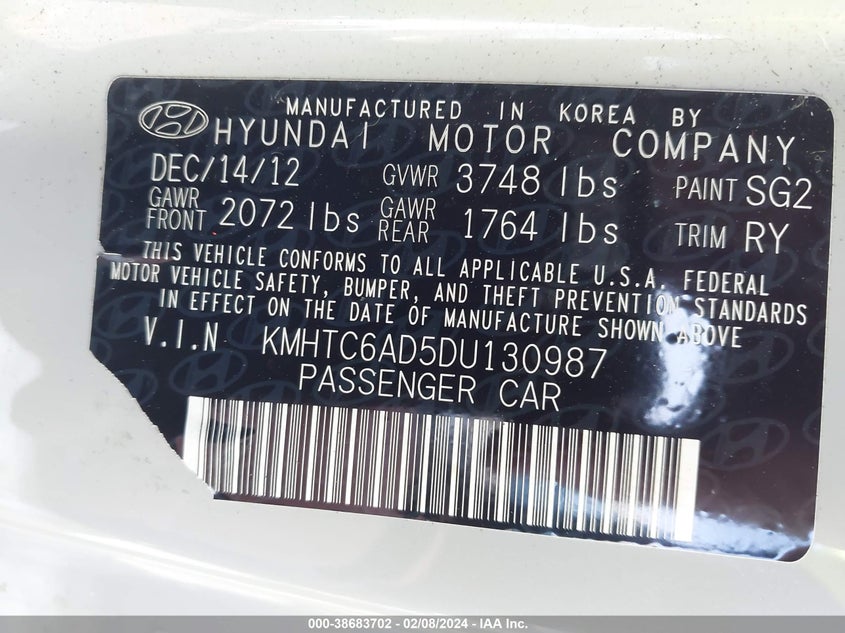 MANUFACTURED IN KOREA BY
HYUNDAI MOTOR COMPANY
DEC/14/12 GVWR 3748 lbs PAINT SG2
GAWR FRONT 2072 lbs GAWR REAR 1764 lbs TRIM RY
THIS VEHICLE CONFORMS TO ALL APPLICABLE U.S.A. FEDERAL
MOTOR VEHICLE SAFETY, BUMPER, AND THEFT PREVENTION STANDARDS
IN EFFECT ON THE DATE OF MANUFACTURE SHOWN ABOVE
V.I.N KMHTC6AD5DU130987
PASSENGER CAR
000-38683702 - 02/08/2024 - IAA Inc.